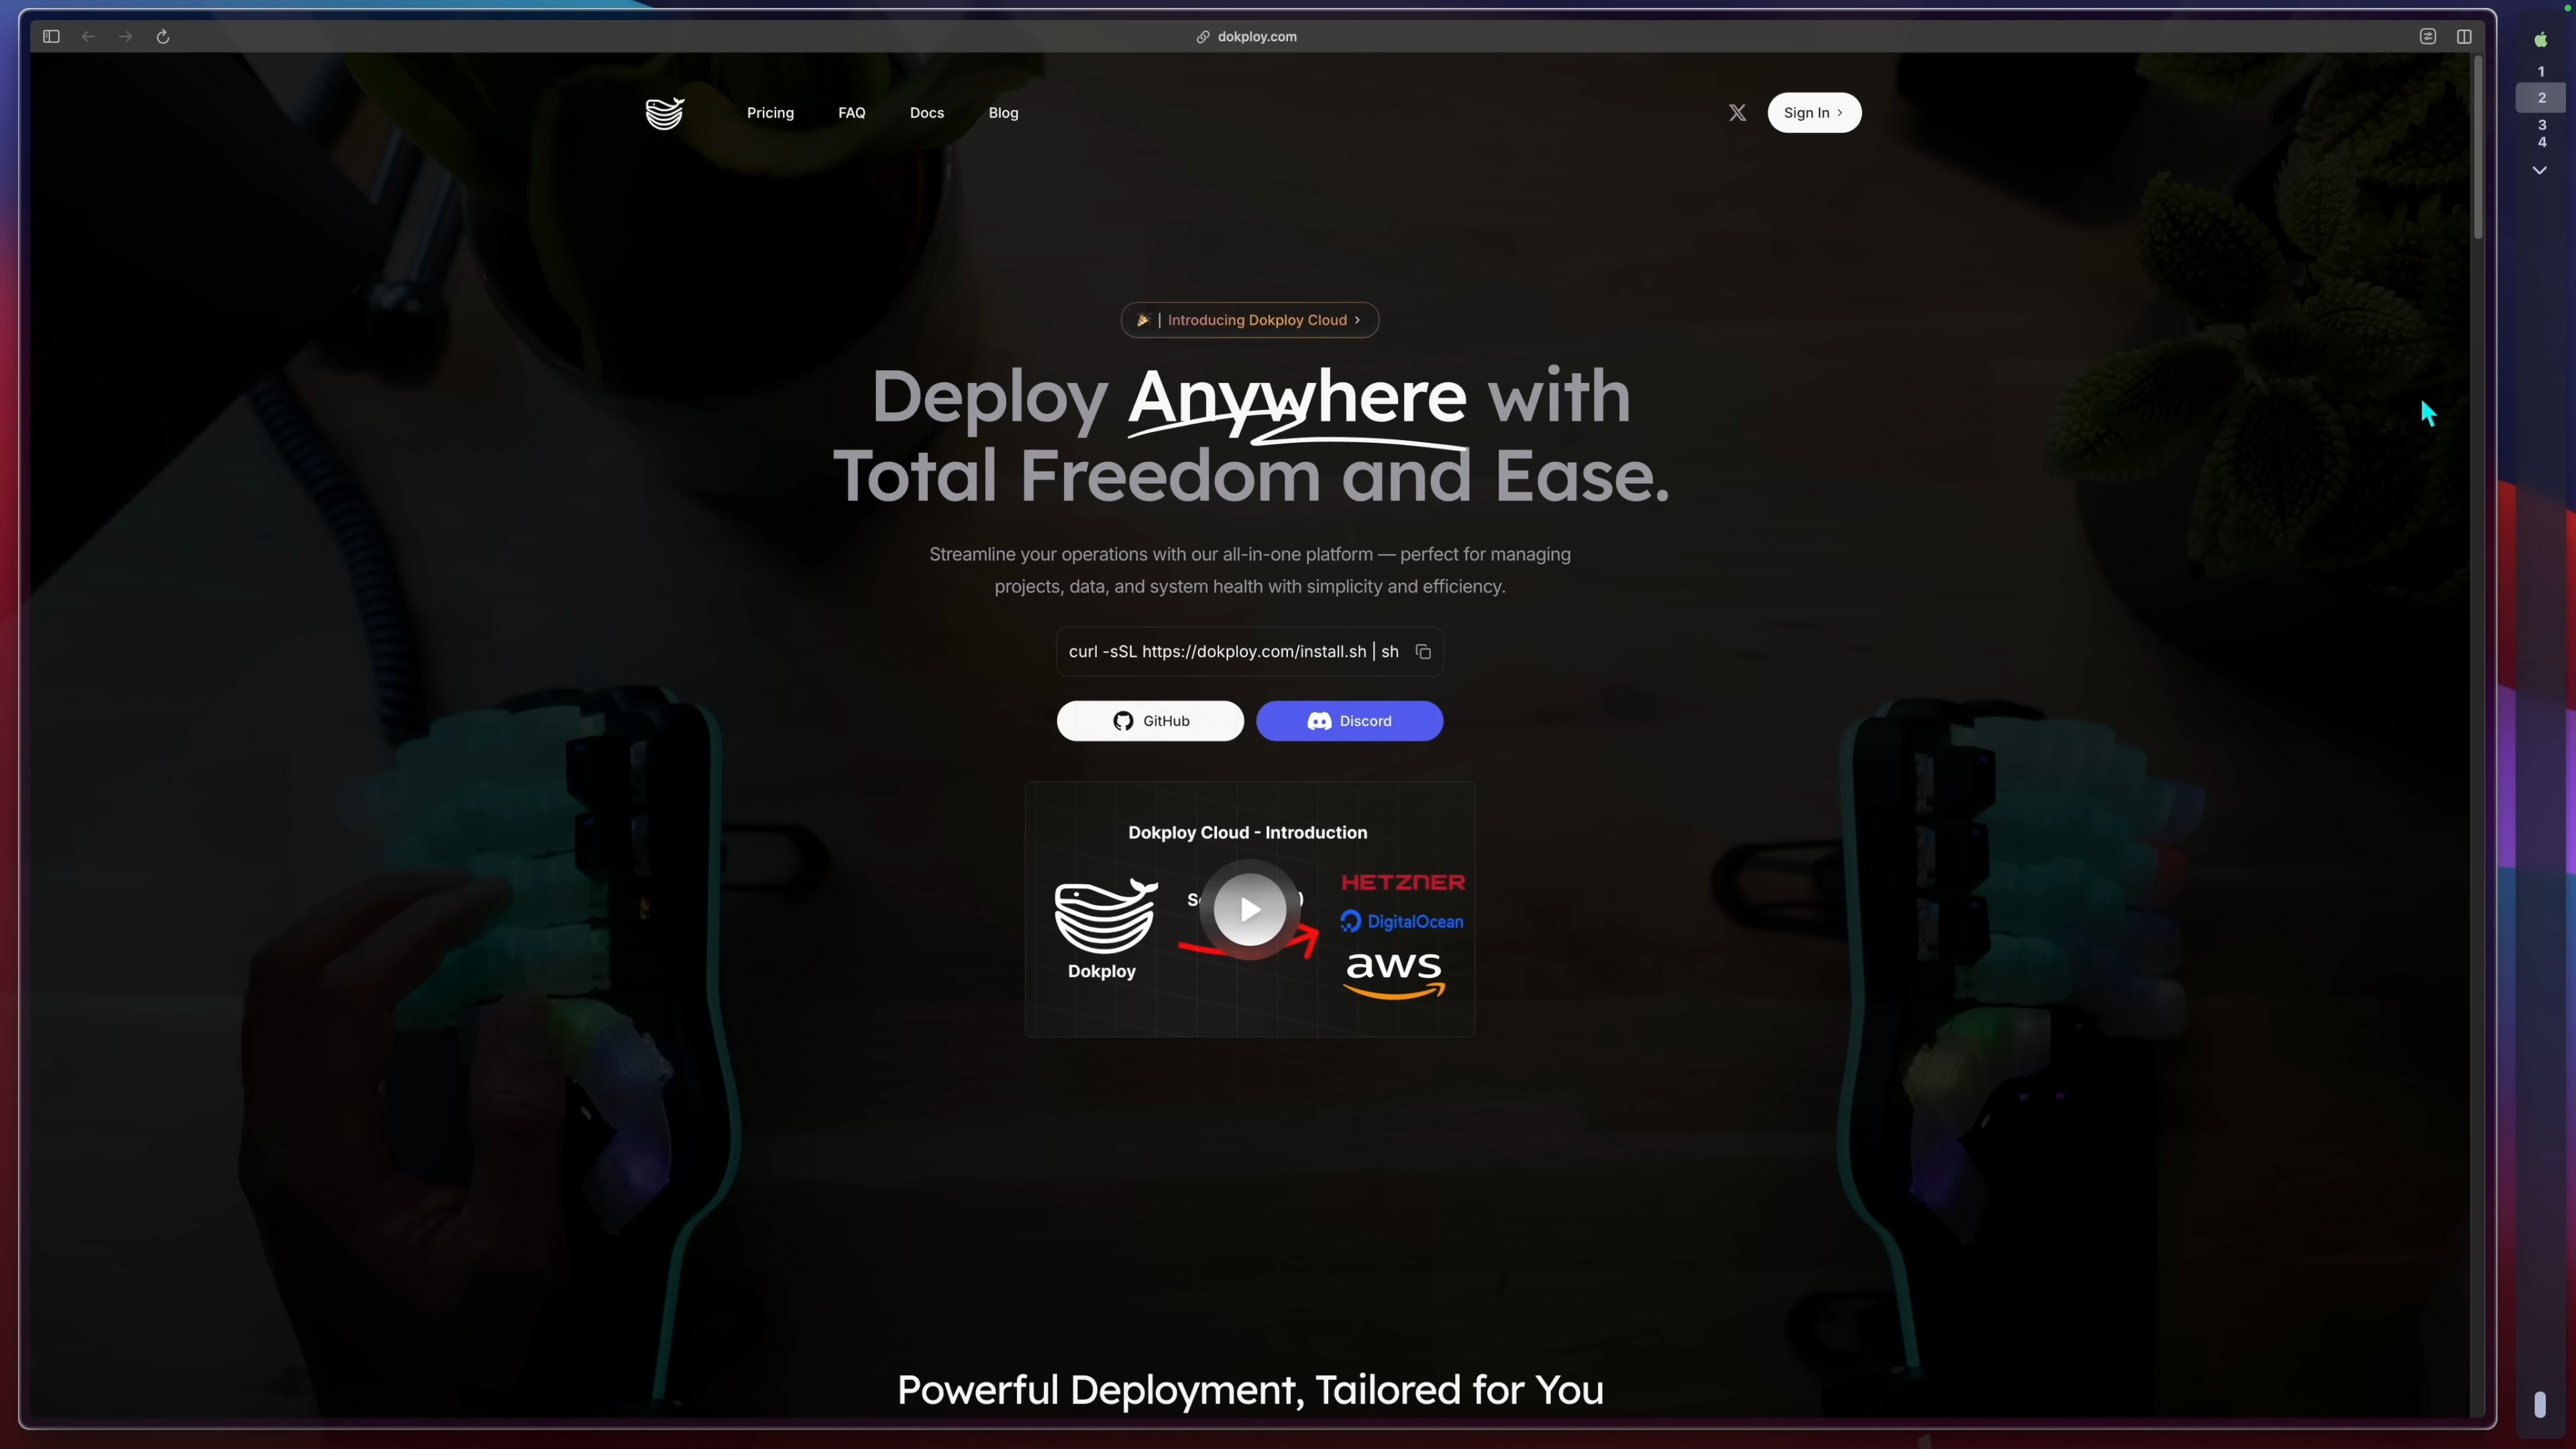 dokploy.com
1
2
3
4
Pricing
FAQ
Docs
Blog
Sign In
| Introducing Dokploy Cloud
Deploy Anywhere with
Total Freedom and Ease.
Streamline your operations with our all-in-one platform — perfect for managing
projects, data, and system health with simplicity and efficiency.
curl -sSL https://dokploy.com/install.sh | sh
GitHub
Discord
Dokploy Cloud - Introduction
HETZNER
DigitalOcean
aws
Dokploy
Powerful Deployment, Tailored for You